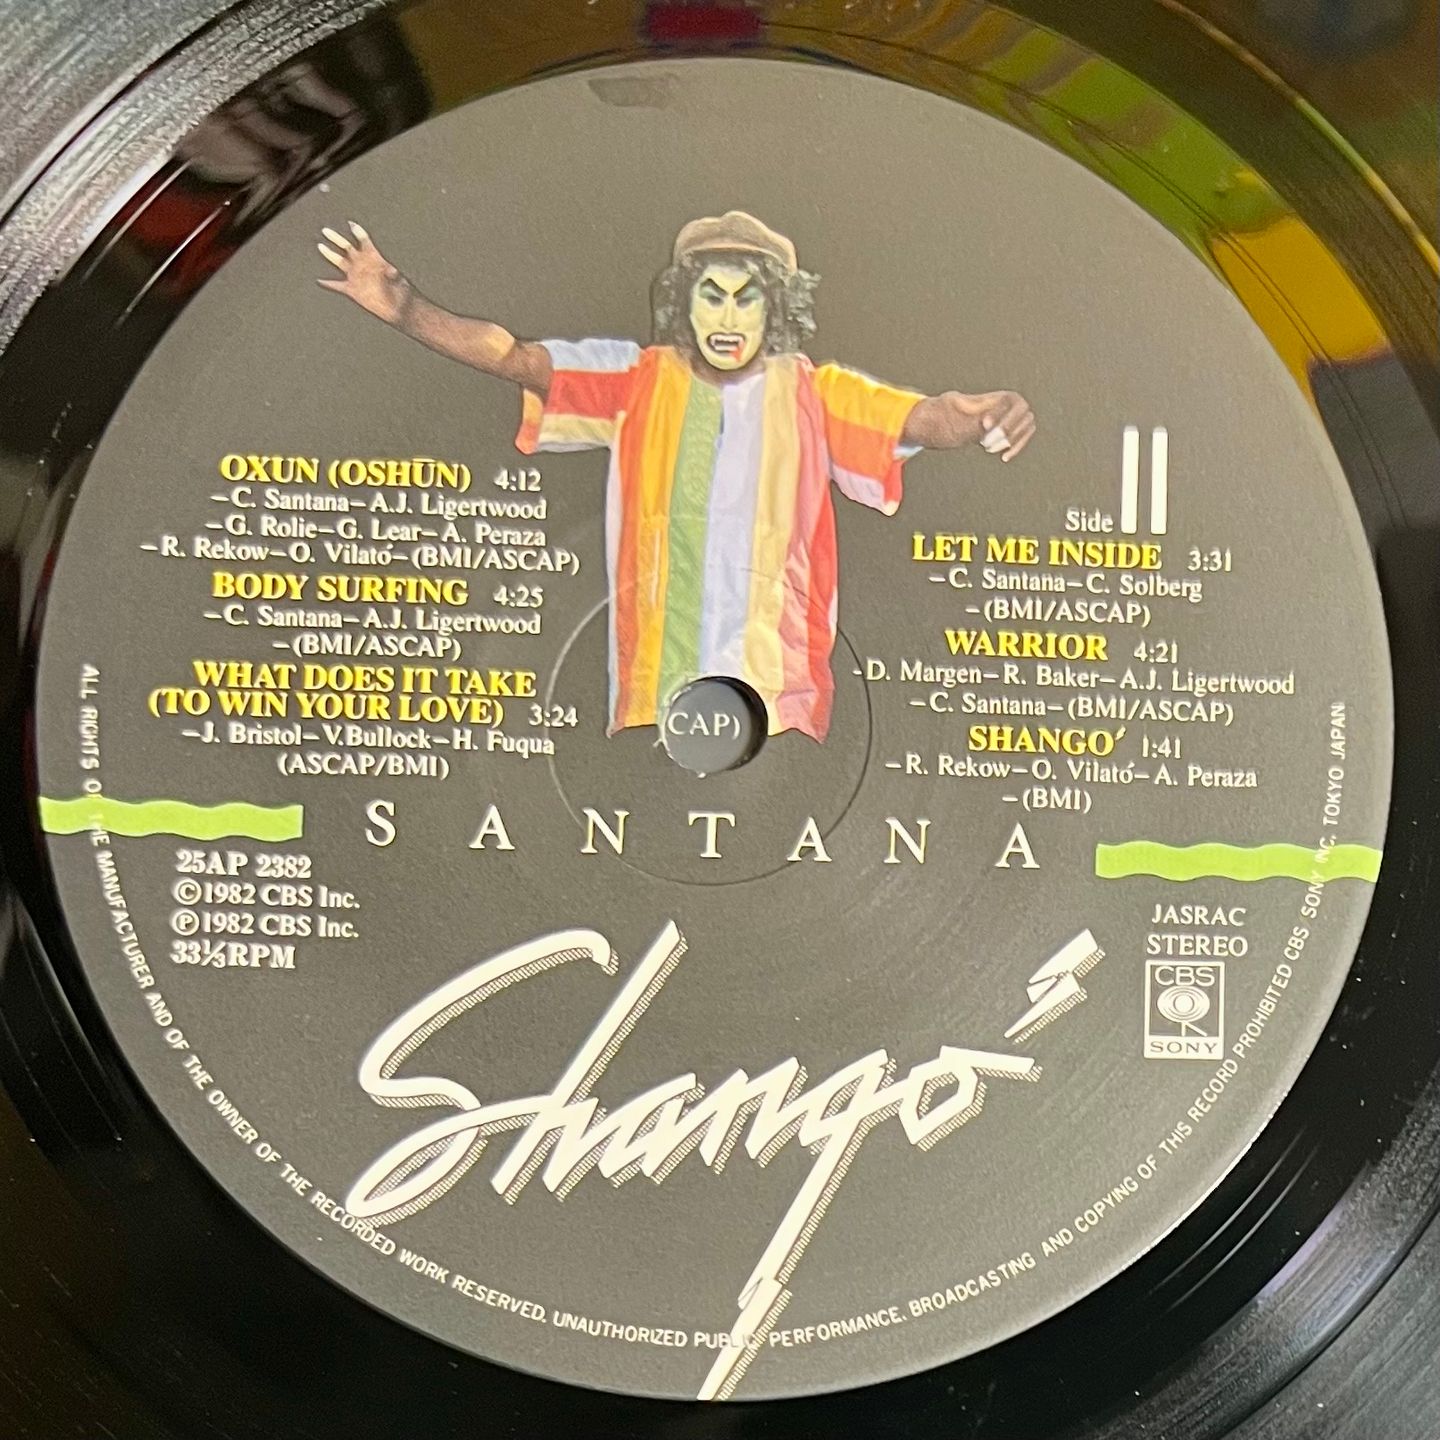 OXUN (OSHŪN) 4:12
–C. Santana–A.J. Ligertwood
–G. Rolie–G. Lear–A. Peraza
–R. Rekow–O. Vilató–(BMI/ASCAP)
BODY SURFING 4:25
–C. Santana–A.J. Ligertwood
–(BMI/ASCAP)
WHAT DOES IT TAKE
(TO WIN YOUR LOVE) 3:24
–J. Bristol–V.Bullock–H. Fuqua
(ASCAP/BMI)
Side II
LET ME INSIDE 3:31
–C. Santana–C. Solberg
–(BMI/ASCAP)
WARRIOR 4:21
-D. Margen–R. Baker–A.J. Ligertwood
–C. Santana–(BMI/ASCAP)
SHANGO´ 1:41
–R. Rekow–O. Vilató–A. Peraza
–(BMI)
CAP)
SANTANA
25AP 2382
©1982 CBS Inc.
℗1982 CBS Inc.
33⅓RPM
JASRAC
STEREO
CBS
SONY
Shangó
ALL RIGHTS OF THE MANUFACTURER AND OF THE OWNER OF THE RECORDED WORK RESERVED. UNAUTHORIZED PUBLIC PERFORMANCE, BROADCASTING AND COPYING OF THIS RECORD PROHIBITED CBS SONY INC. TOKYO JAPAN